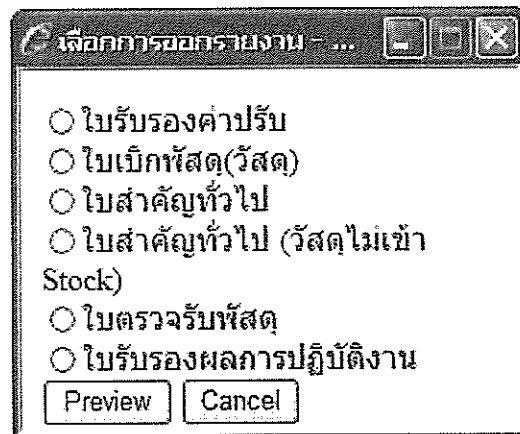 เลือกการออกรายงาน - ...
ใบรับรองค่าปรับ
ใบเบิกพัสดุ(วัสดุ)
ใบสำคัญทั่วไป
ใบสำคัญทั่วไป (วัสดุไม่เข้า
Stock)
ใบตรวจรับพัสดุ
ใบรับรองผลการปฏิบัติงาน
Preview Cancel